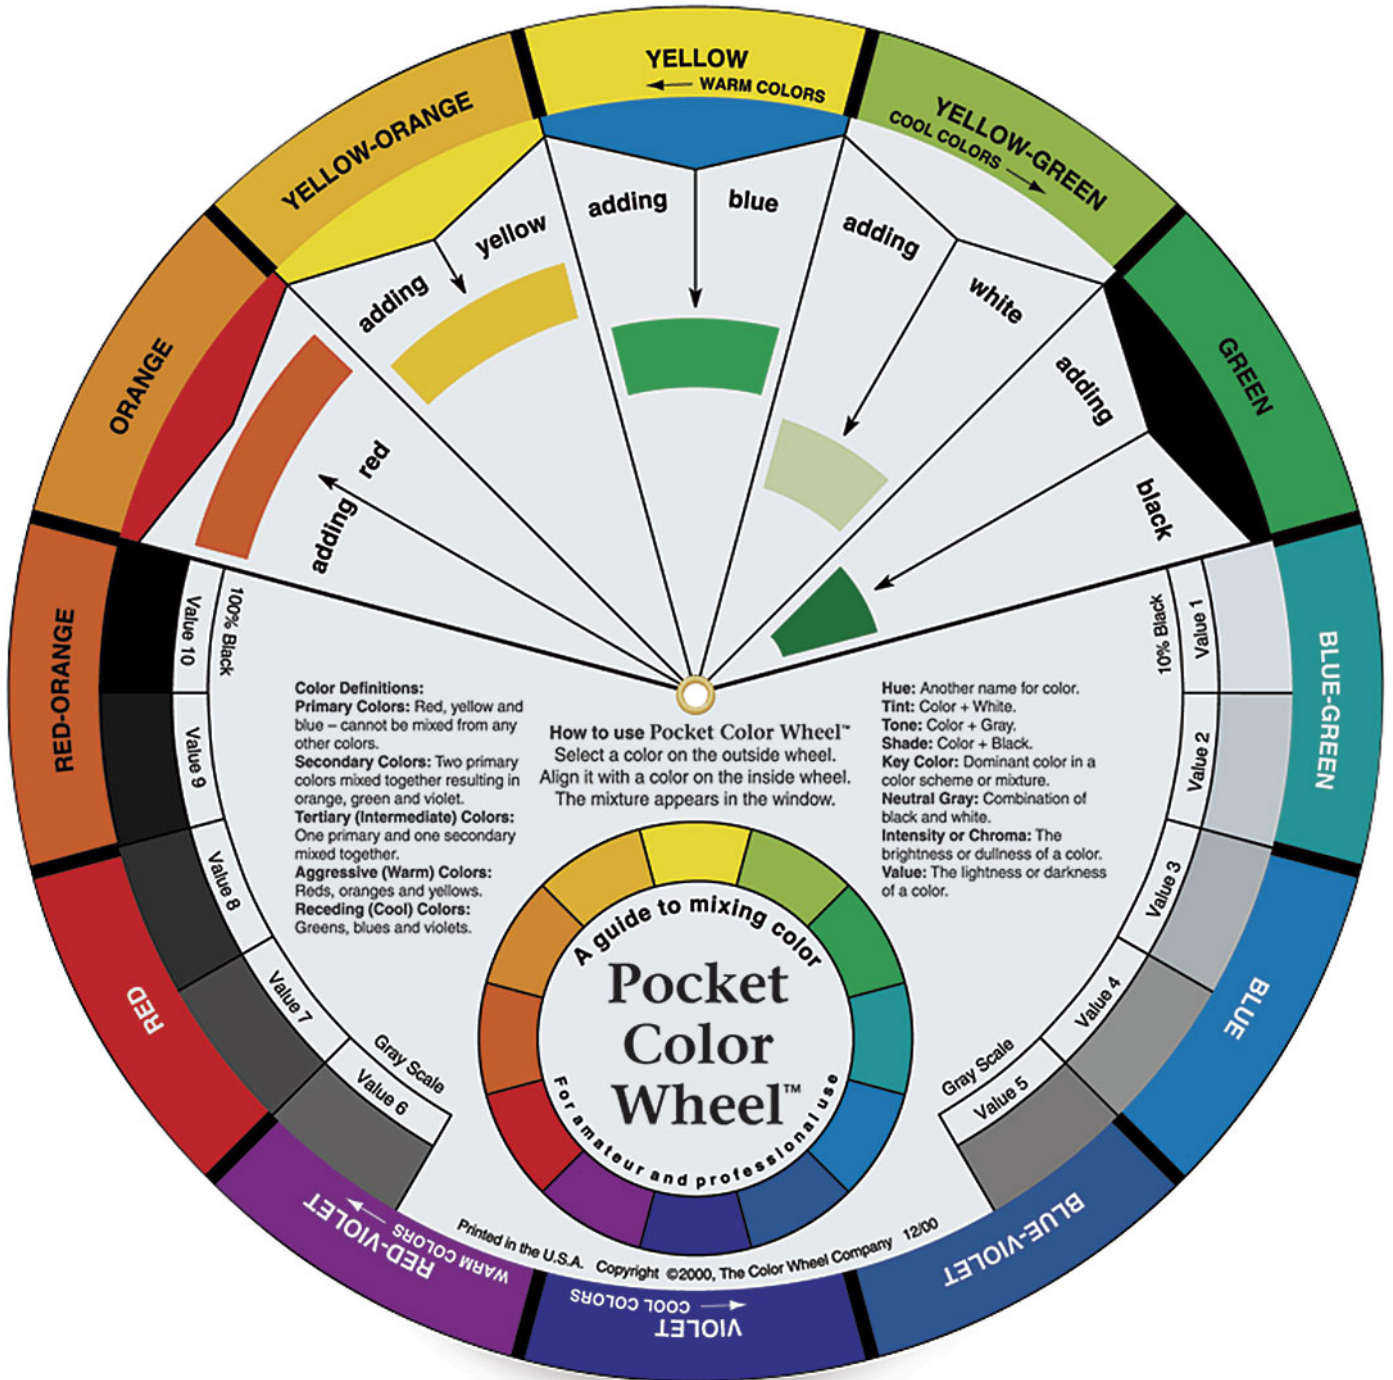 YELLOW
← WARM COLORS
YELLOW-GREEN
COOL COLORS →
GREEN
BLUE-GREEN
BLUE
BLUE-VIOLET
VIOLET
COOL COLORS →
RED-VIOLET
WARM COLORS →
RED
RED-ORANGE
ORANGE
YELLOW-ORANGE
adding red
adding yellow
adding blue
adding white
adding black
100% Black
Value 10
Value 9
Value 8
Value 7
Value 6
Gray Scale
10% Black
Value 1
Value 2
Value 3
Value 4
Value 5
Gray Scale
Color Definitions:
Primary Colors: Red, yellow and
blue – cannot be mixed from any
other colors.
Secondary Colors: Two primary
colors mixed together resulting in
orange, green and violet.
Tertiary (Intermediate) Colors:
One primary and one secondary
mixed together.
Aggressive (Warm) Colors:
Reds, oranges and yellows.
Receding (Cool) Colors:
Greens, blues and violets.
How to use Pocket Color Wheel™
Select a color on the outside wheel.
Align it with a color on the inside wheel.
The mixture appears in the window.
Hue: Another name for color.
Tint: Color + White.
Tone: Color + Gray.
Shade: Color + Black.
Key Color: Dominant color in a
color scheme or mixture.
Neutral Gray: Combination of
black and white.
Intensity or Chroma: The
brightness or dullness of a color.
Value: The lightness or darkness
of a color.
A guide to mixing color
Pocket
Color
Wheel™
For amateur and professional use
Printed in the U.S.A. Copyright ©2000, The Color Wheel Company 12/00